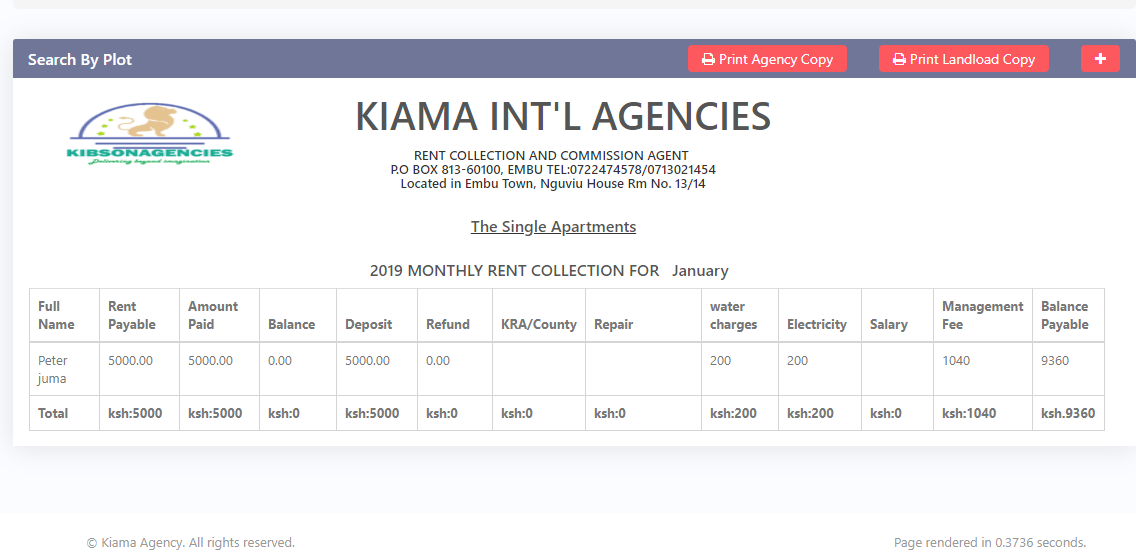 Search By Plot
Print Agency Copy
Print Landload Copy
+
KIBSONAGENCIES
Delivering beyond imagination
KIAMA INT'L AGENCIES
RENT COLLECTION AND COMMISSION AGENT
P.O BOX 813-60100, EMBU TEL:0722474578/0713021454
Located in Embu Town, Nguviu House Rm No. 13/14
The Single Apartments
2019 MONTHLY RENT COLLECTION FOR January
Full Name Rent Payable Amount Paid Balance Deposit Refund KRA/County Repair water charges Electricity Salary Management Fee Balance Payable
Peter juma 5000.00 5000.00 0.00 5000.00 0.00 200 200 1040 9360
Total ksh:5000 ksh:5000 ksh:0 ksh:5000 ksh:0 ksh:0 ksh:0 ksh:200 ksh:200 ksh:0 ksh:1040 ksh.9360
© Kiama Agency. All rights reserved.
Page rendered in 0.3736 seconds.